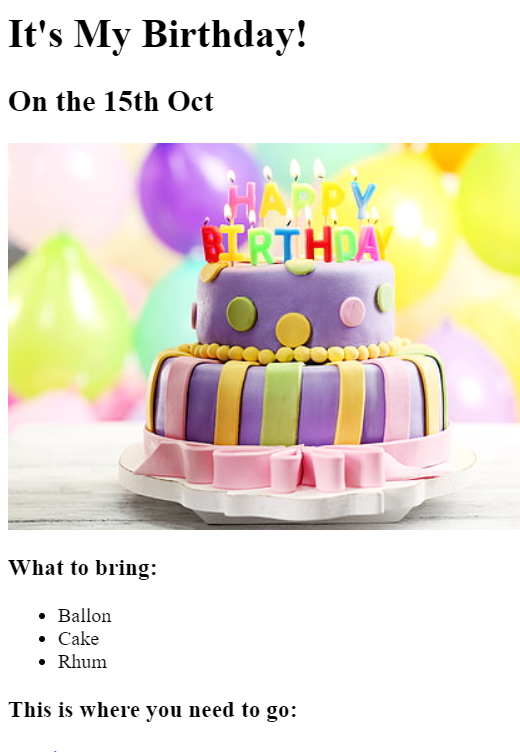 It's My Birthday!
On the 15th Oct
HAPPY
BIRTHDAY
What to bring:
Ballon
Cake
Rhum
This is where you need to go: